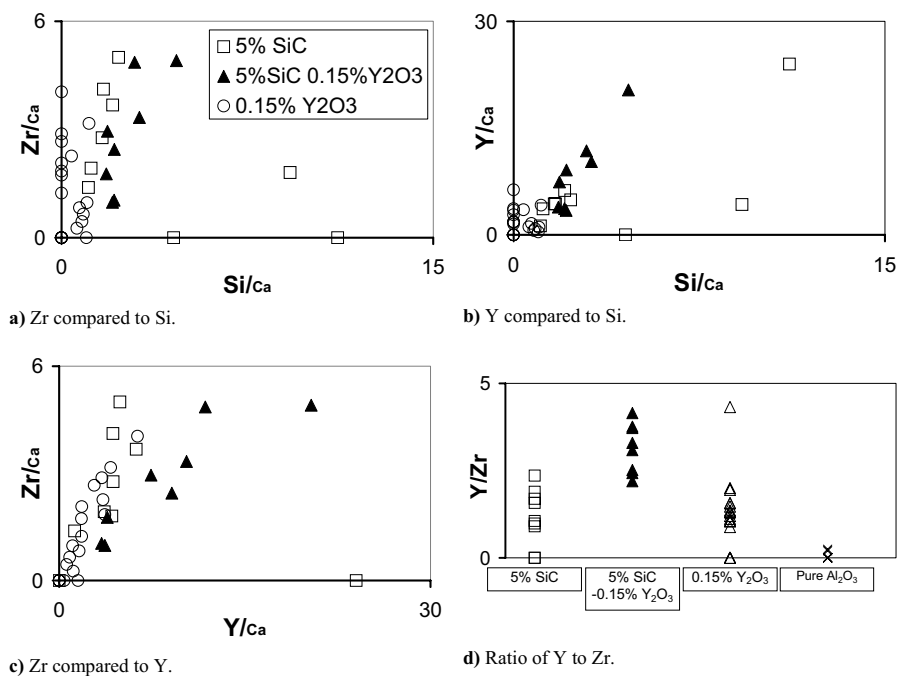 6
Zr/Ca
0
0
15
Si/Ca
5% SiC
5%SiC 0.15%Y2O3
0.15% Y2O3
a) Zr compared to Si.
30
Y/Ca
0
0
15
Si/Ca
b) Y compared to Si.
6
Zr/Ca
0
0
30
Y/Ca
c) Zr compared to Y.
5
Y/Zr
0
5% SiC
5% SiC
-0.15% Y₂O₃
0.15% Y₂O₃
Pure Al₂O₃
d) Ratio of Y to Zr.